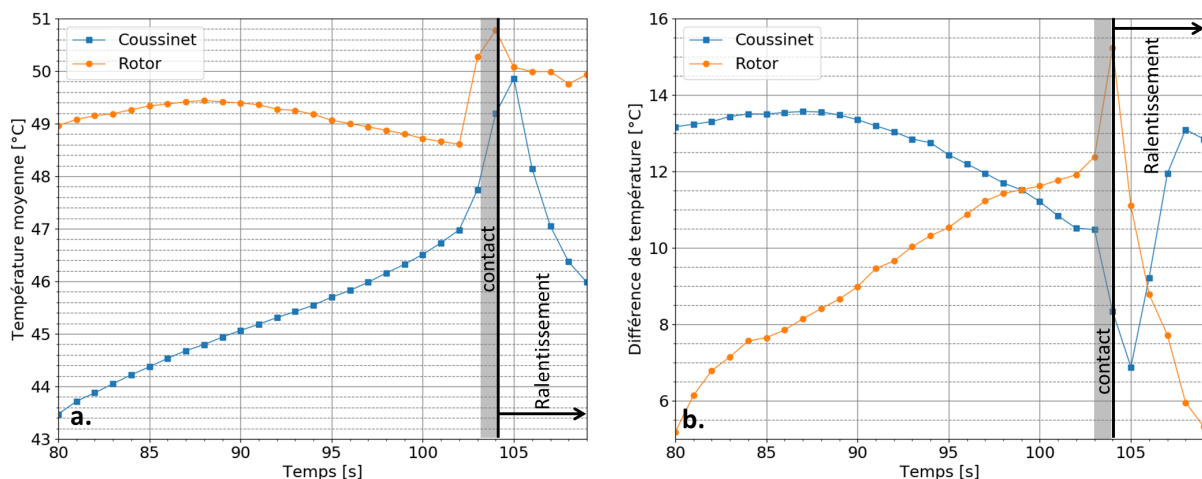 51
50
49
48
47
46
45
44
43
Température moyenne [°C]
Coussinet
Rotor
contact
Ralentissement
a.
80
85
90
95
100
105
Temps [s]
16
14
12
10
8
6
Différence de température [°C]
Coussinet
Rotor
Ralentissement
contact
b.
80
85
90
95
100
105
Temps [s]